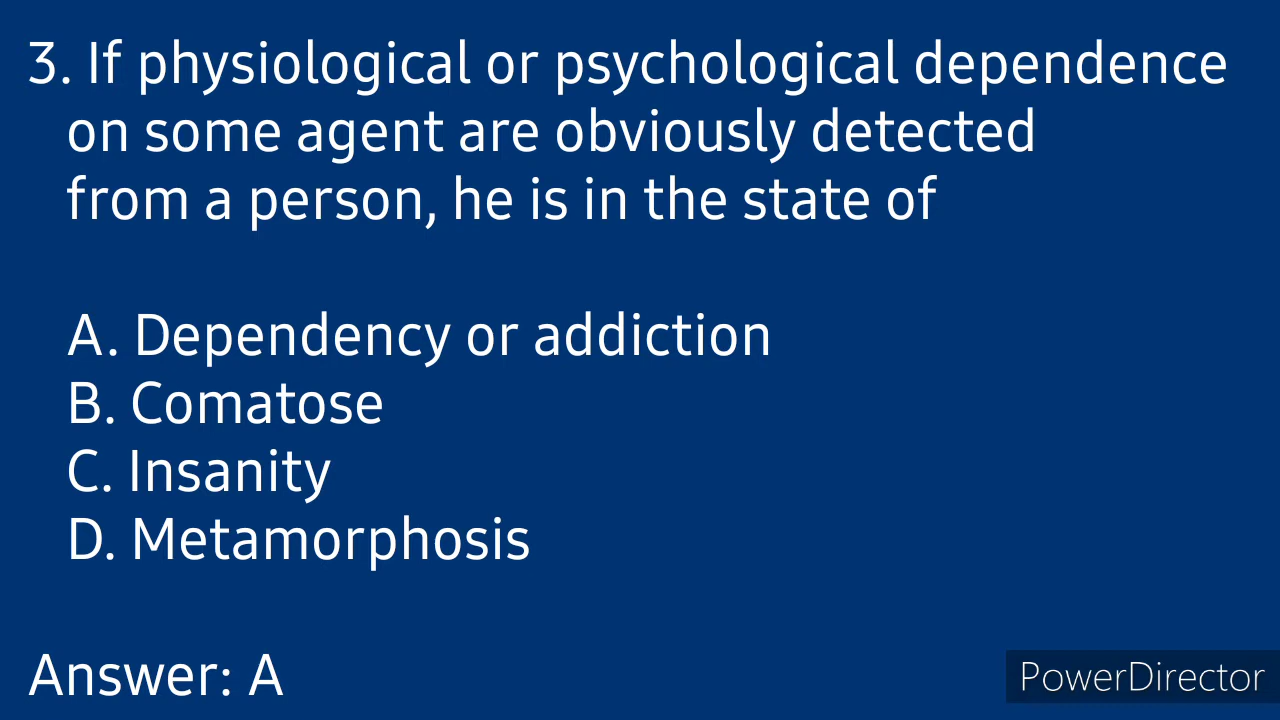 3. If physiological or psychological dependence
on some agent are obviously detected
from a person, he is in the state of
A. Dependency or addiction
B. Comatose
C. Insanity
D. Metamorphosis
Answer: A
PowerDirector